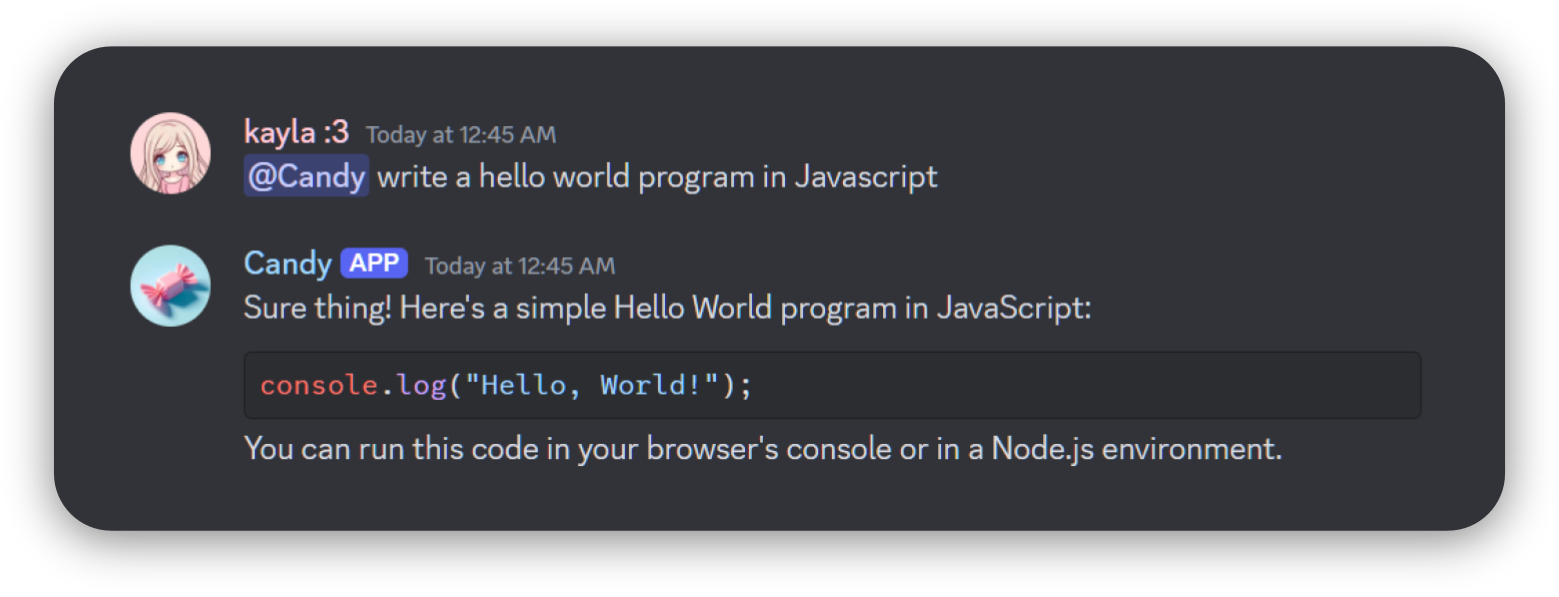 kayla :3 Today at 12:45 AM
@Candy write a hello world program in Javascript
Candy APP Today at 12:45 AM
Sure thing! Here's a simple Hello World program in JavaScript:
console.log("Hello, World!");
You can run this code in your browser's console or in a Node.js environment.